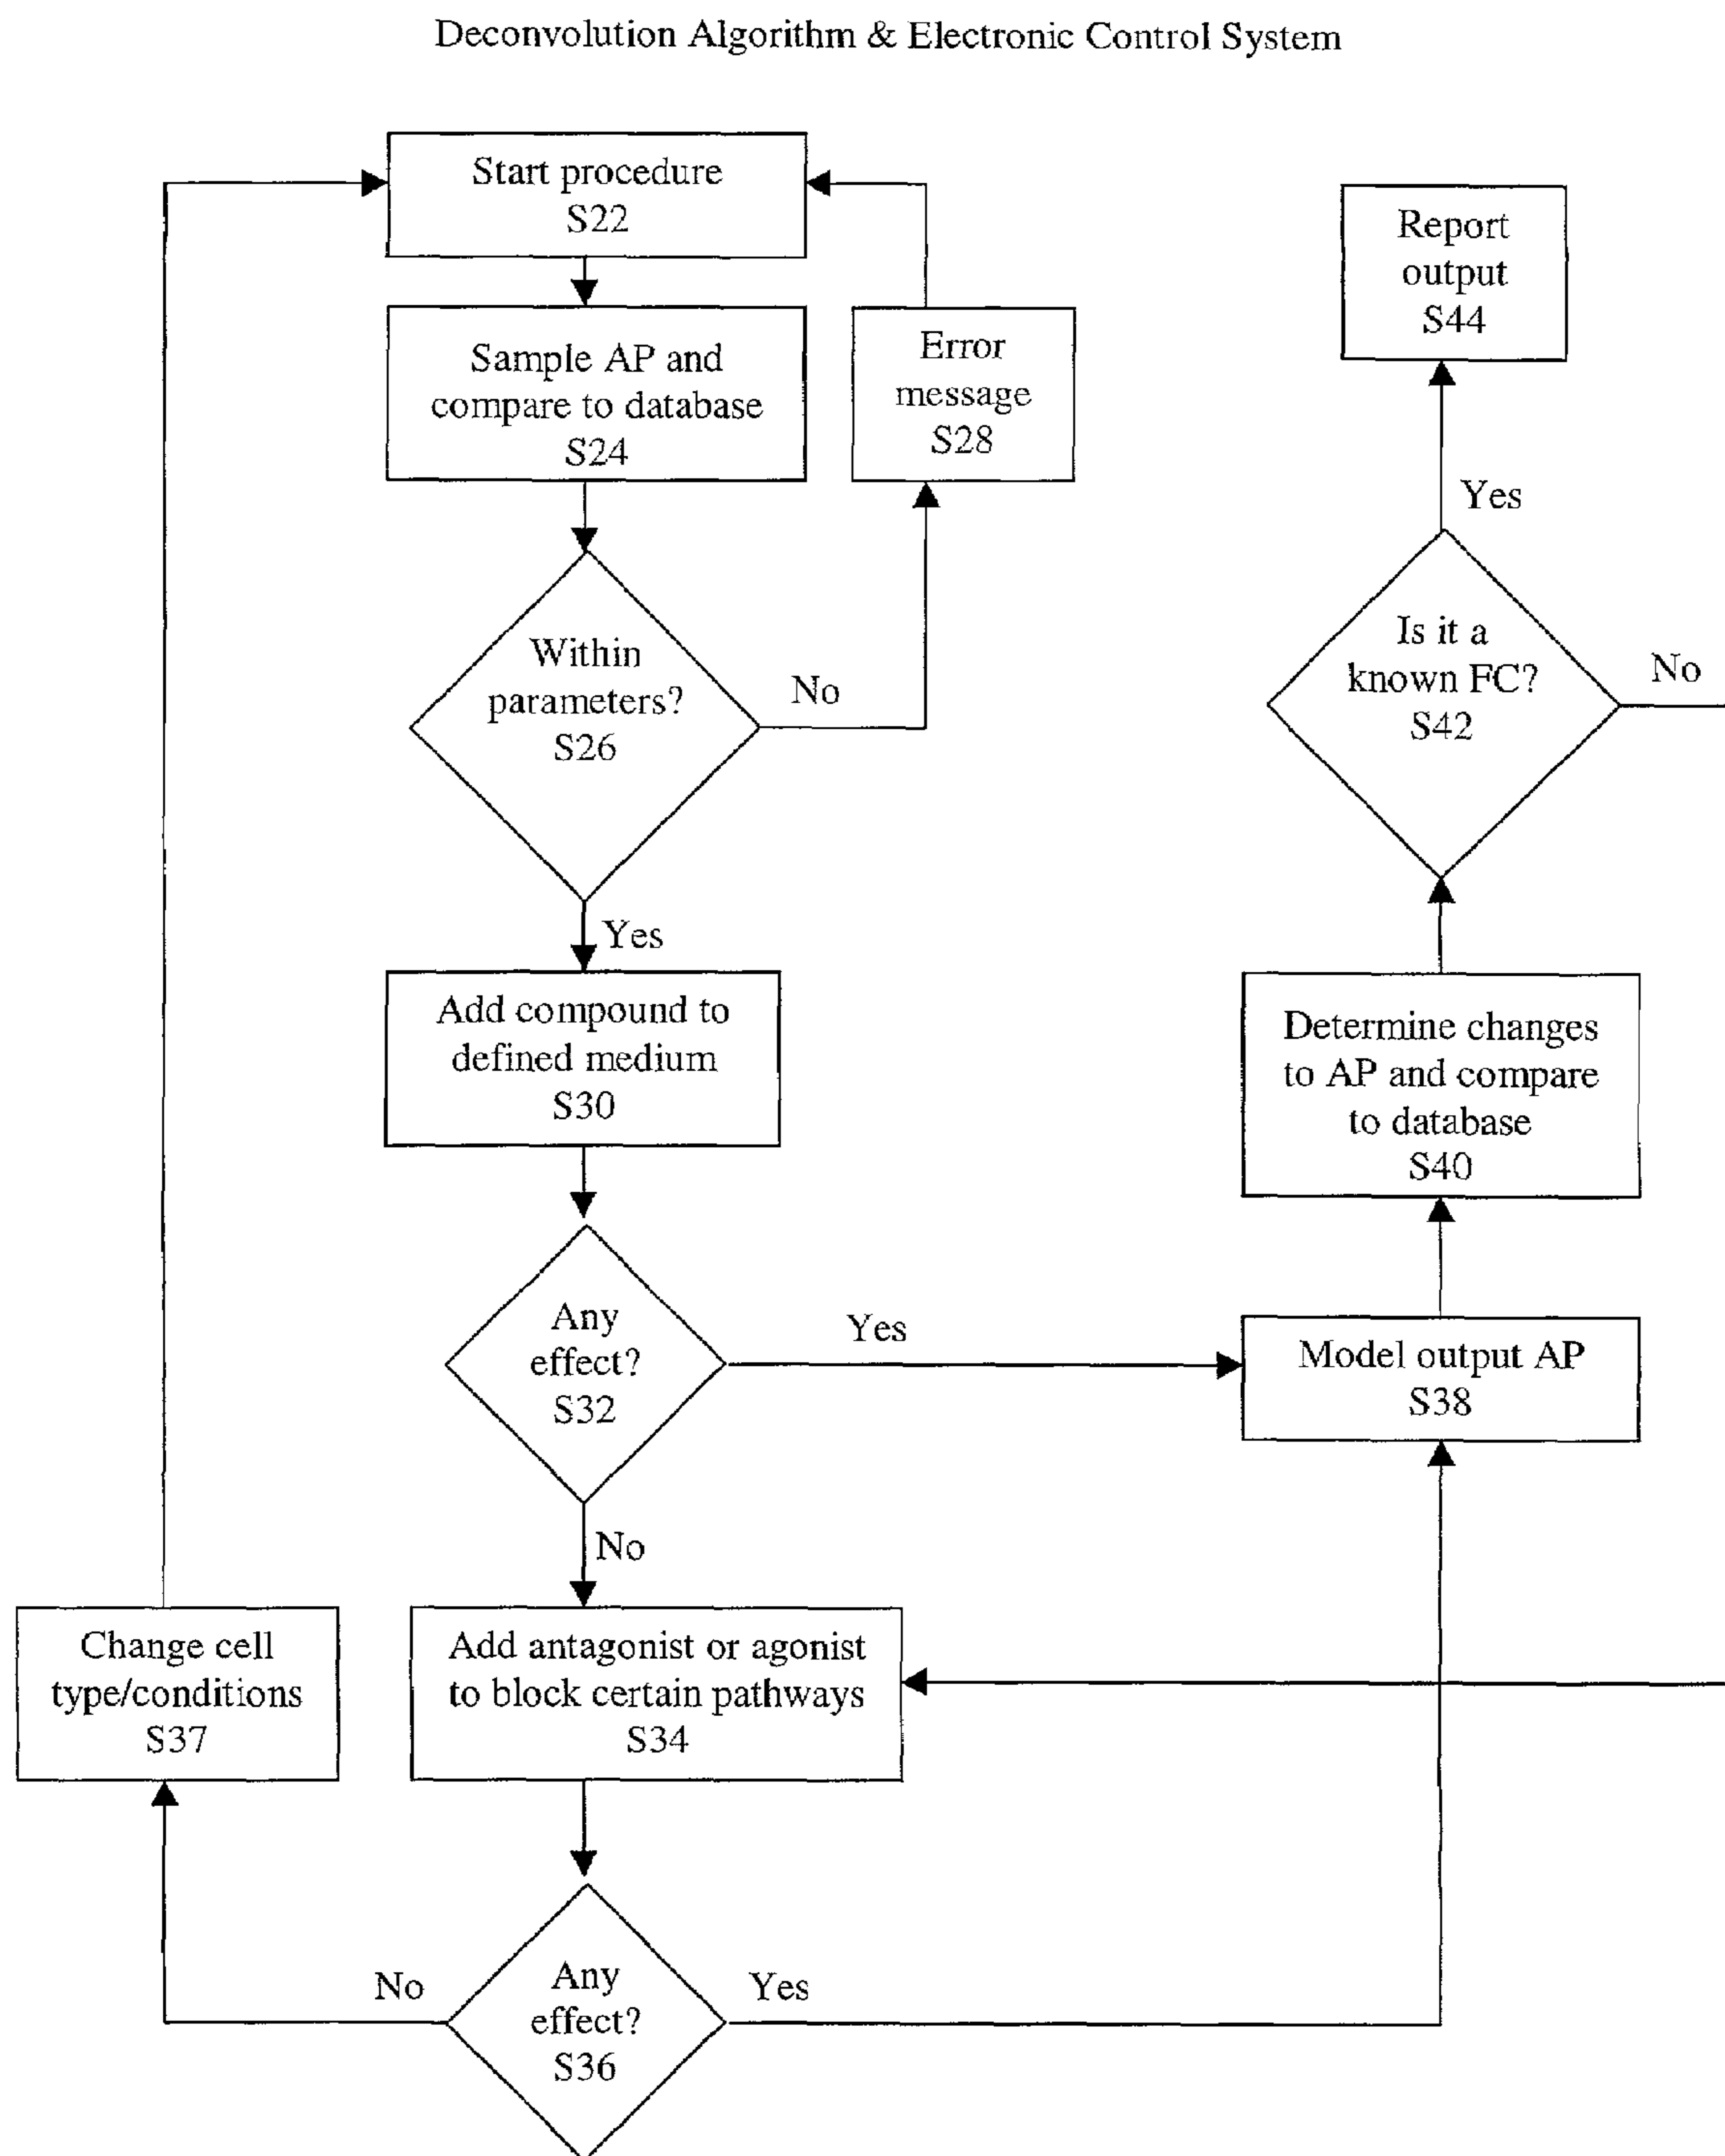 Deconvolution Algorithm & Electronic Control System
Start procedure
S22
Sample AP and
compare to database
S24
Error
message
S28
Within
parameters?
S26
No
Yes
Add compound to
defined medium
S30
Any
effect?
S32
Yes
No
Change cell
type/conditions
S37
Add antagonist or agonist
to block certain pathways
S34
Any
effect?
S36
No
Yes
Model output AP
S38
Determine changes
to AP and compare
to database
S40
Is it a
known FC?
S42
No
Yes
Report
output
S44